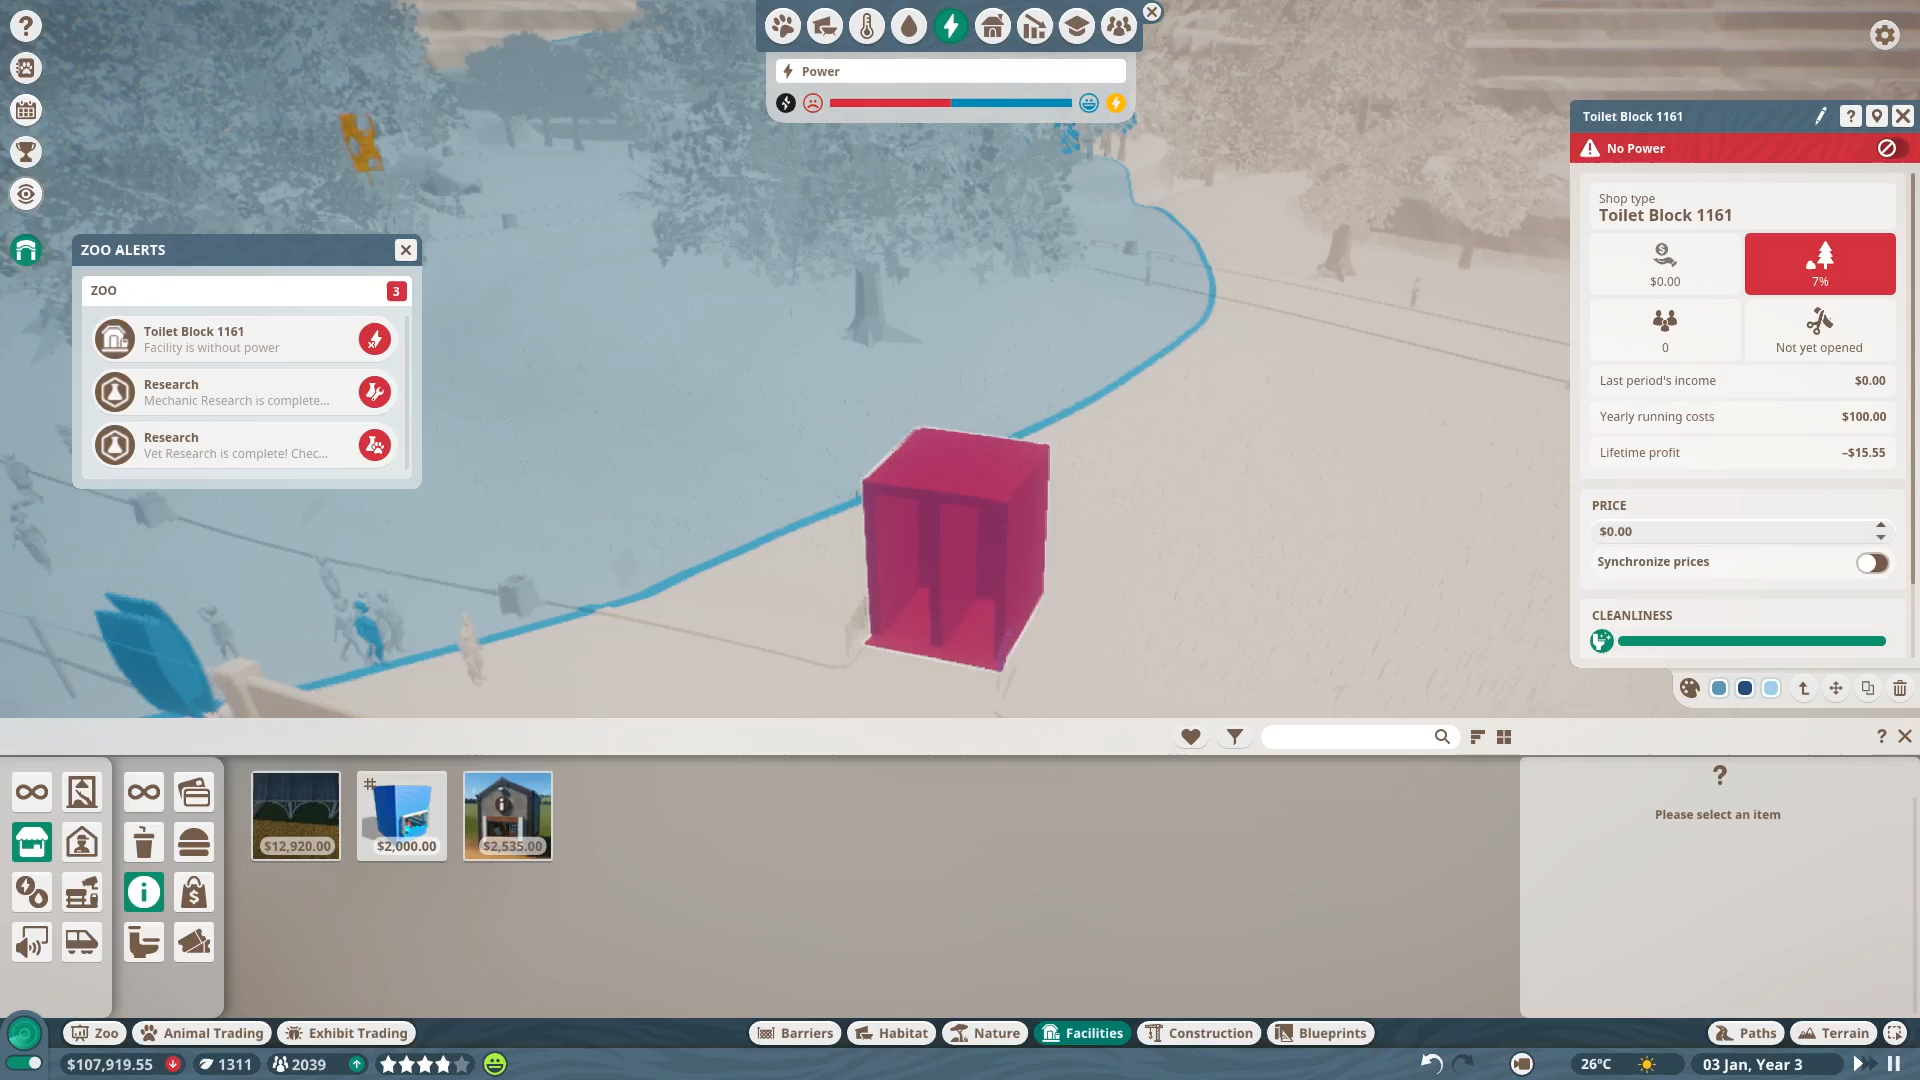 Power
Toilet Block 1161
No Power
Shop type
Toilet Block 1161
$0.00
7%
0
Not yet opened
Last period's income
$0.00
Yearly running costs
$100.00
Lifetime profit
–$15.55
PRICE
$0.00
Synchronize prices
CLEANLINESS
ZOO ALERTS
ZOO
3
Toilet Block 1161
Facility is without power
Research
Mechanic Research is complete...
Research
Vet Research is complete! Chec...
$12,920.00
$2,000.00
$2,535.00
Please select an item
Zoo
Animal Trading
Exhibit Trading
Barriers
Habitat
Nature
Facilities
Construction
Blueprints
Paths
Terrain
$107,919.55
1311
2039
26°C
03 Jan, Year 3